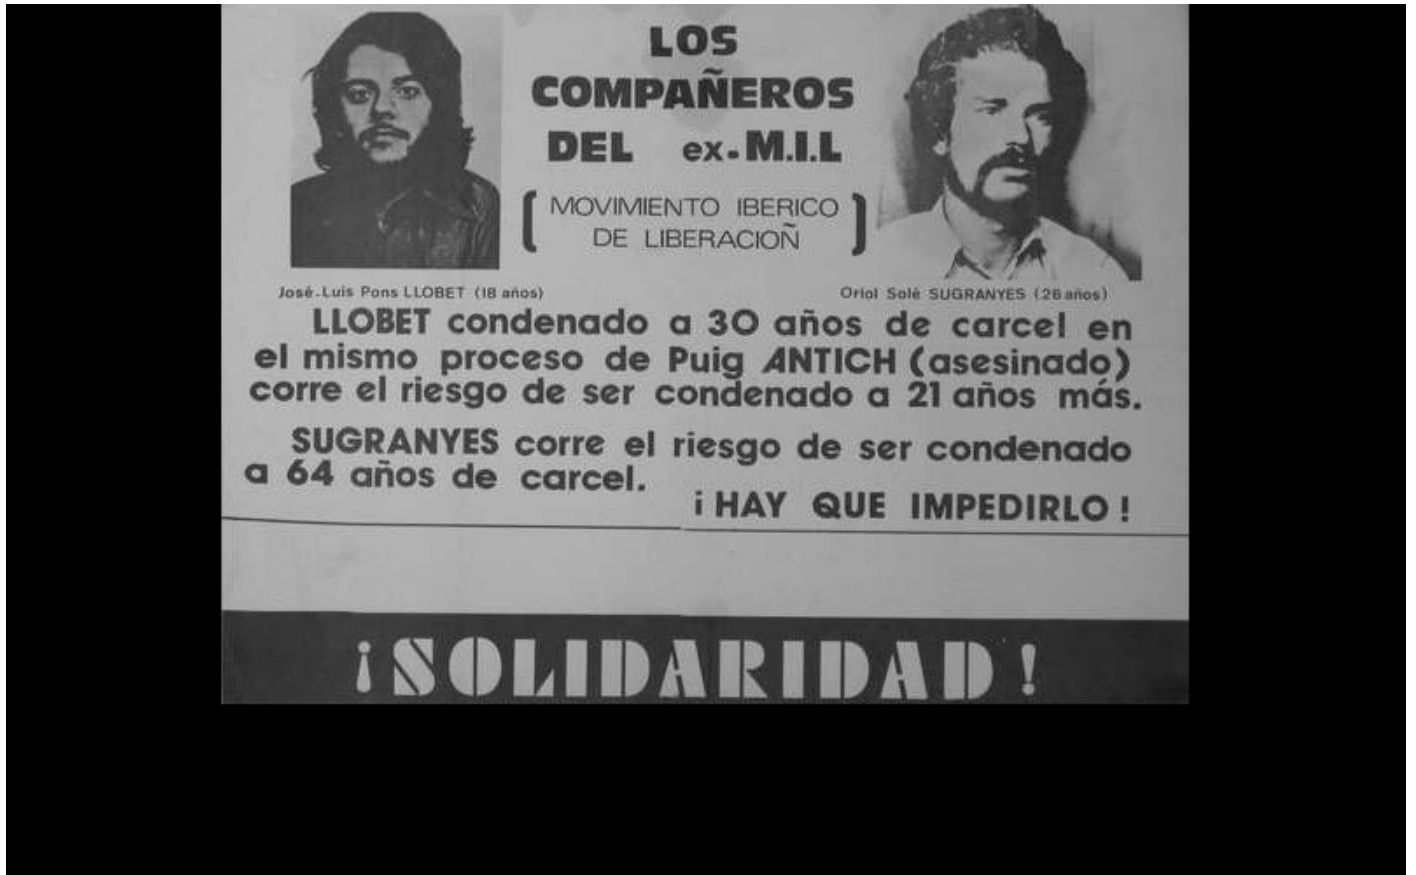 LOS
COMPAÑEROS
DEL ex-M.I.L
[ MOVIMIENTO IBERICO
DE LIBERACIOÑ ]
José-Luis Pons LLOBET (18 años)
Oriol Solé SUGRANYES (26 años)
LLOBET condenado a 30 años de carcel en
el mismo proceso de Puig ANTICH (asesinado)
corre el riesgo de ser condenado a 21 años más.
SUGRANYES corre el riesgo de ser condenado
a 64 años de carcel.
¡HAY QUE IMPEDIRLO!
¡SOLIDARIDAD!